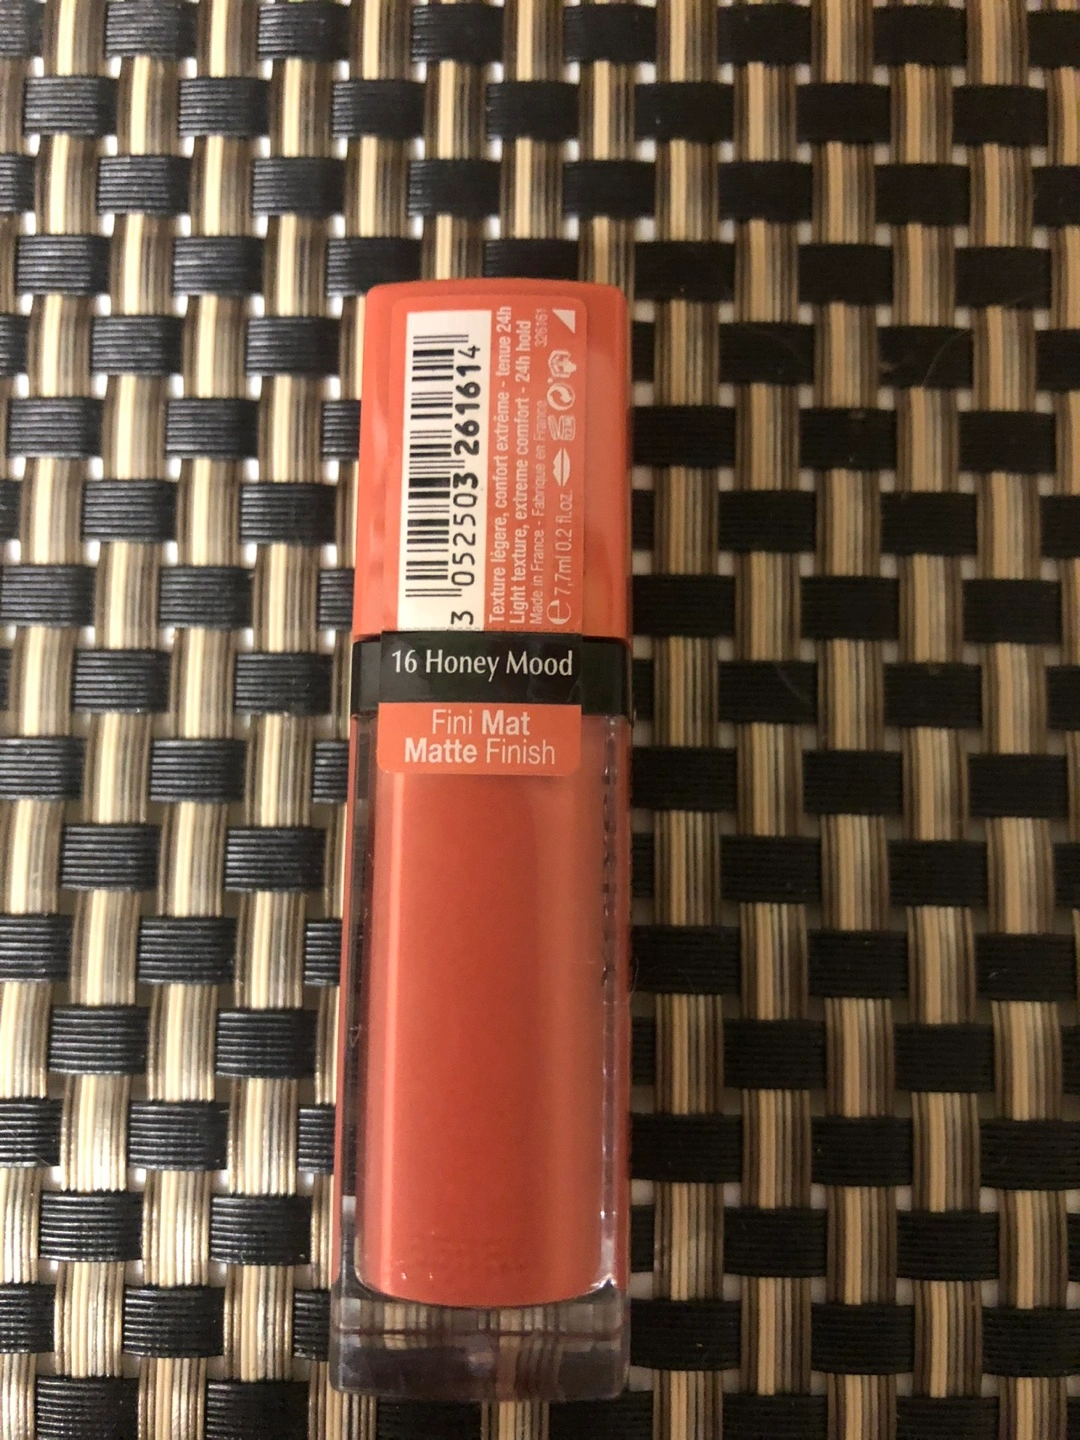 3 052503 261614
Texture légère, confort extrême - tenue 24h
Light texture, extreme comfort - 24h hold
Made in France - Fabriqué en France
326161
e 7,7ml 0.2 fl.oz.
16 Honey Mood
Fini Mat
Matte Finish